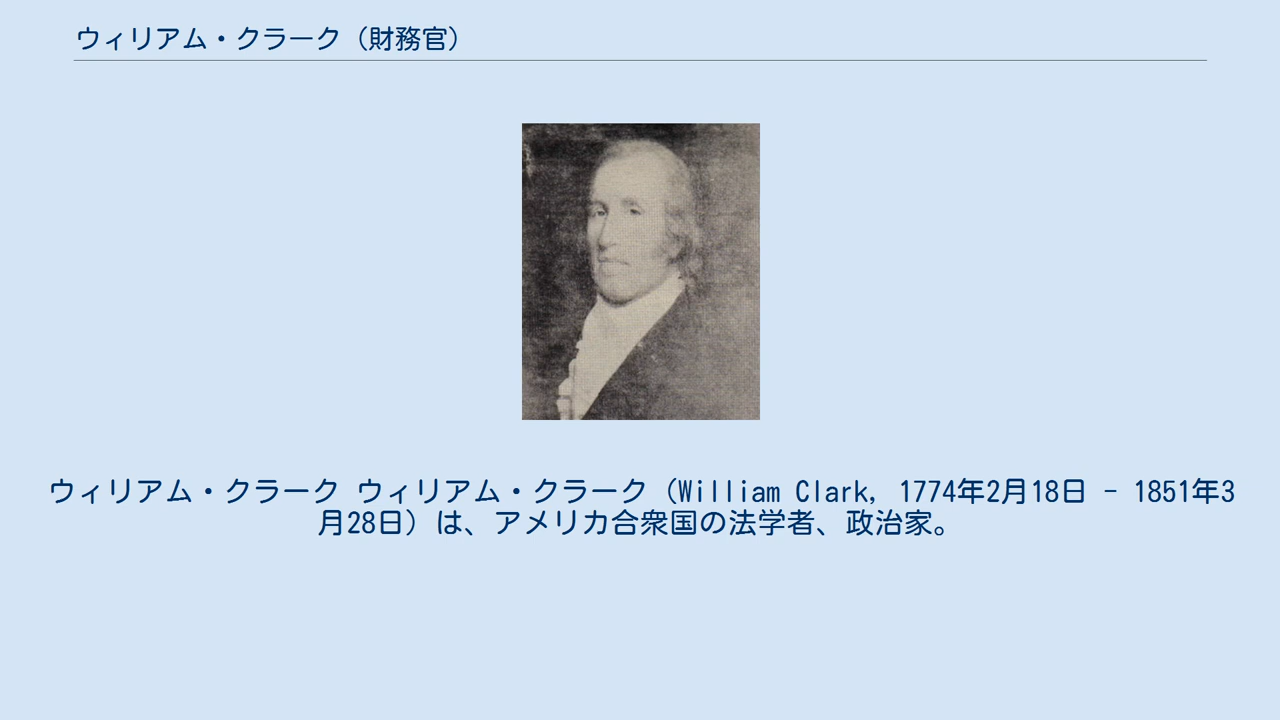 ウィリアム・クラーク（財務官）
ウィリアム・クラーク ウィリアム・クラーク（William Clark, 1774年2月18日 - 1851年3
月28日）は、アメリカ合衆国の法学者、政治家。